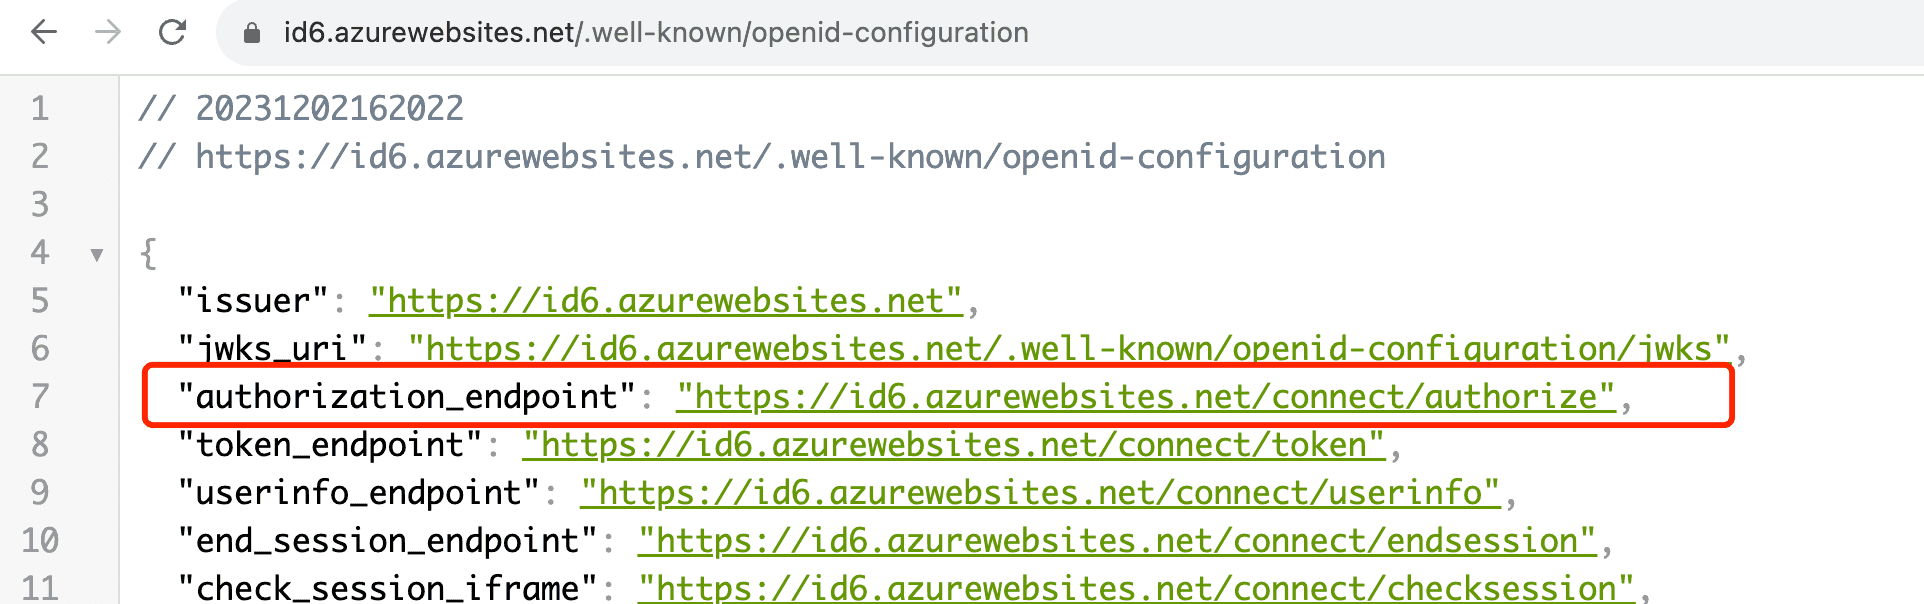 id6.azurewebsites.net/.well-known/openid-configuration
1 // 20231202162022
2 // https://id6.azurewebsites.net/.well-known/openid-configuration
3
4 ▼ {
5 "issuer": "https://id6.azurewebsites.net",
6 "jwks_uri": "https://id6.azurewebsites.net/.well-known/openid-configuration/jwks",
7 "authorization_endpoint": "https://id6.azurewebsites.net/connect/authorize",
8 "token_endpoint": "https://id6.azurewebsites.net/connect/token",
9 "userinfo_endpoint": "https://id6.azurewebsites.net/connect/userinfo",
10 "end_session_endpoint": "https://id6.azurewebsites.net/connect/endsession",
11 "check_session_iframe": "https://id6.azurewebsites.net/connect/checksession",